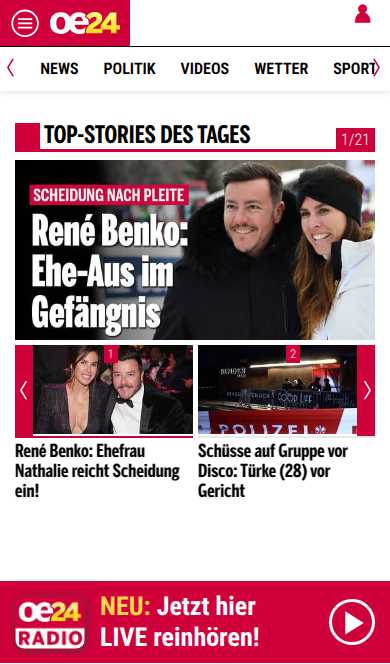 oe24
NEWS POLITIK VIDEOS WETTER SPORT
TOP-STORIES DES TAGES
1/21
SCHEIDUNG NACH PLEITE
René Benko:
Ehe-Aus im
Gefängnis
1
2
POLIZEI
René Benko: Ehefrau
Nathalie reicht Scheidung
ein!
Schüsse auf Gruppe vor
Disco: Türke (28) vor
Gericht
oe24
RADIO
NEU: Jetzt hier
LIVE reinhören!